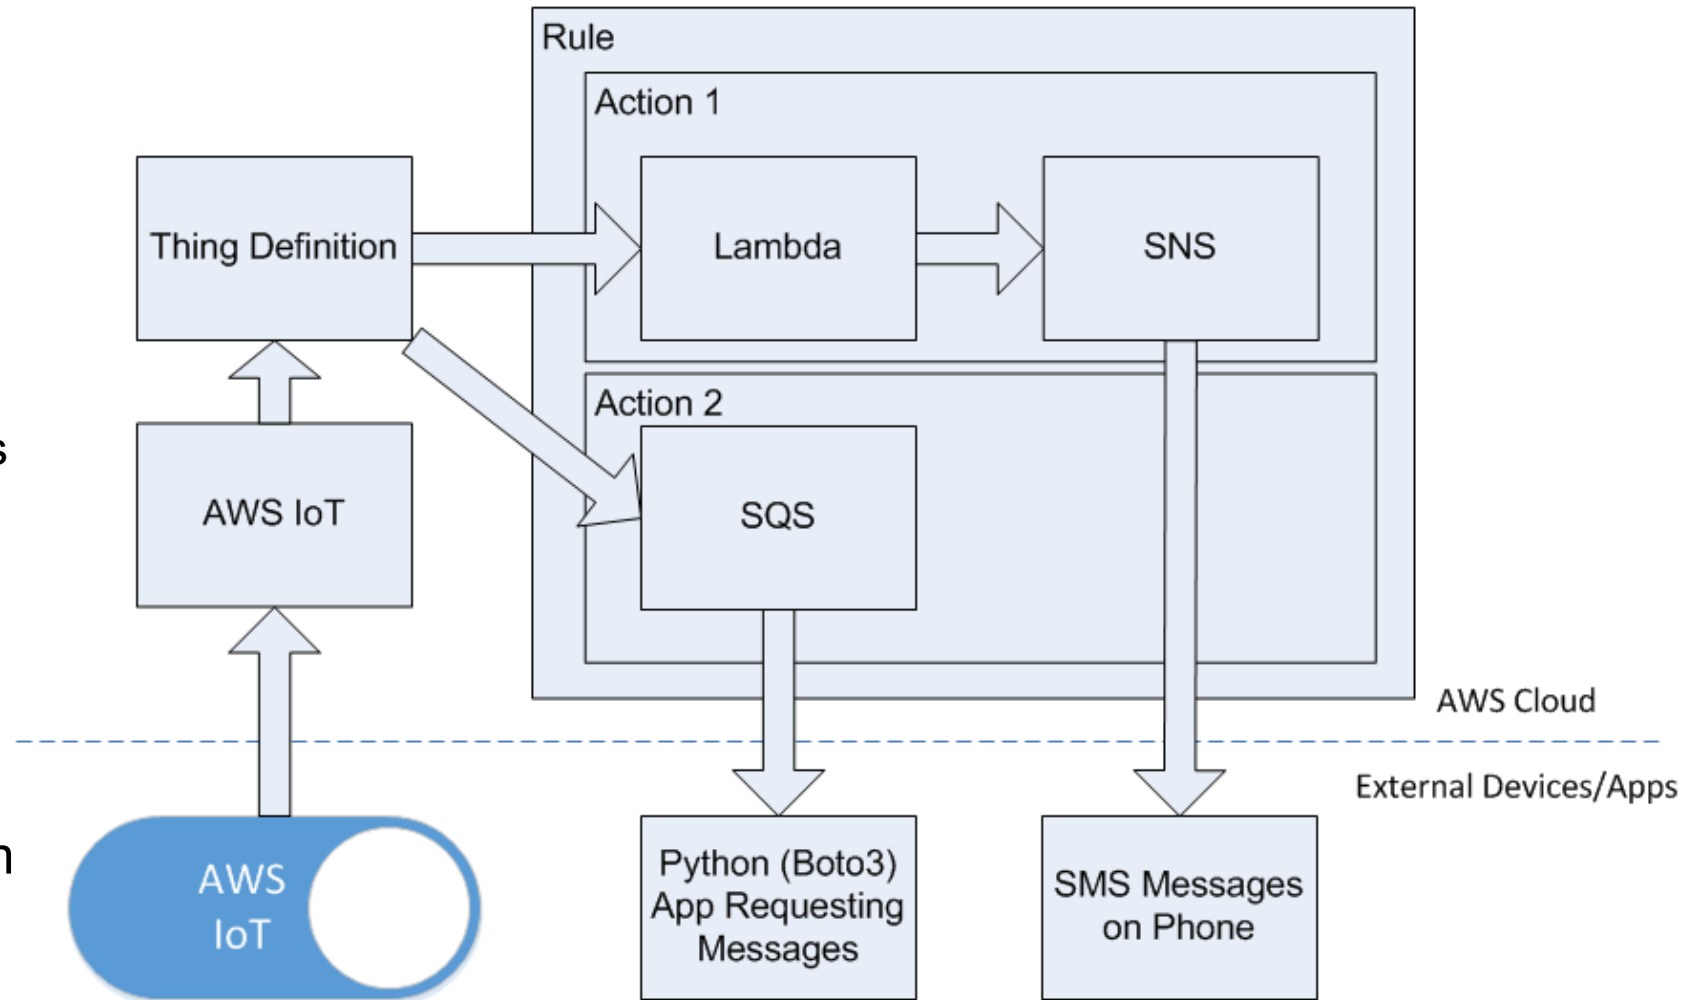 Rule
Action 1
Thing Definition
Lambda
SNS
Action 2
s
AWS IoT
SQS
AWS Cloud
External Devices/Apps
n
AWS
IoT
Python (Boto3)
App Requesting
Messages
SMS Messages
on Phone